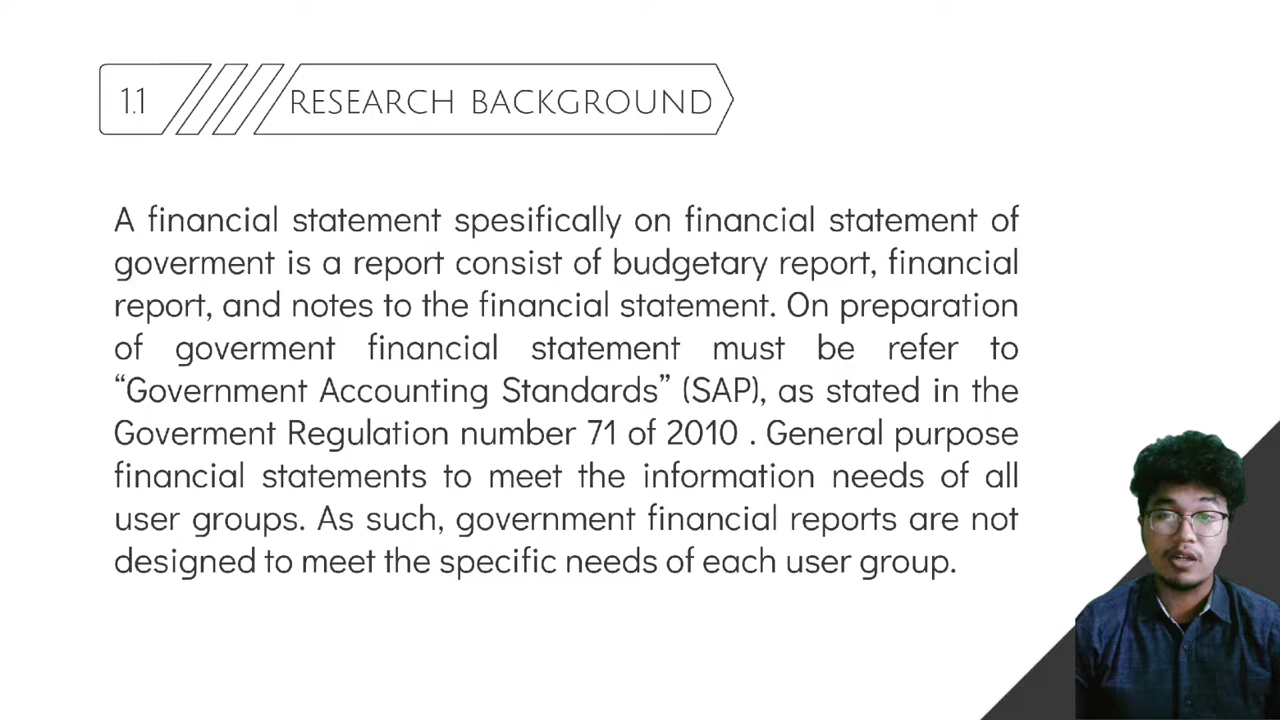 1.1
RESEARCH BACKGROUND
A financial statement spesifically on financial statement of
goverment is a report consist of budgetary report, financial
report, and notes to the financial statement. On preparation
of goverment financial statement must be refer to
“Government Accounting Standards” (SAP), as stated in the
Goverment Regulation number 71 of 2010 . General purpose
financial statements to meet the information needs of all
user groups. As such, government financial reports are not
designed to meet the specific needs of each user group.